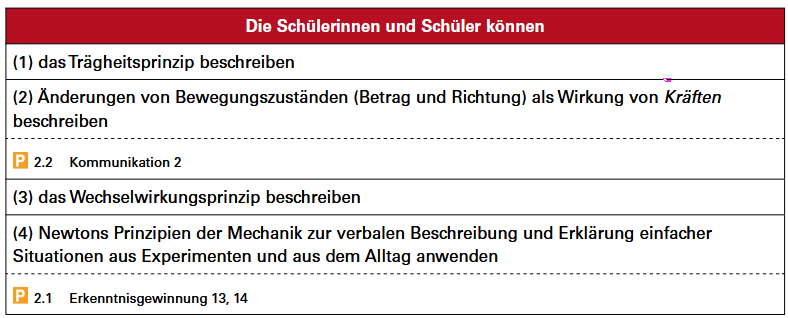 Die Schülerinnen und Schüler können
(1) das Trägheitsprinzip beschreiben
(2) Änderungen von Bewegungszuständen (Betrag und Richtung) als Wirkung von Kräften
beschreiben
P 2.2 Kommunikation 2
(3) das Wechselwirkungsprinzip beschreiben
(4) Newtons Prinzipien der Mechanik zur verbalen Beschreibung und Erklärung einfacher
Situationen aus Experimenten und aus dem Alltag anwenden
P 2.1 Erkenntnisgewinnung 13, 14